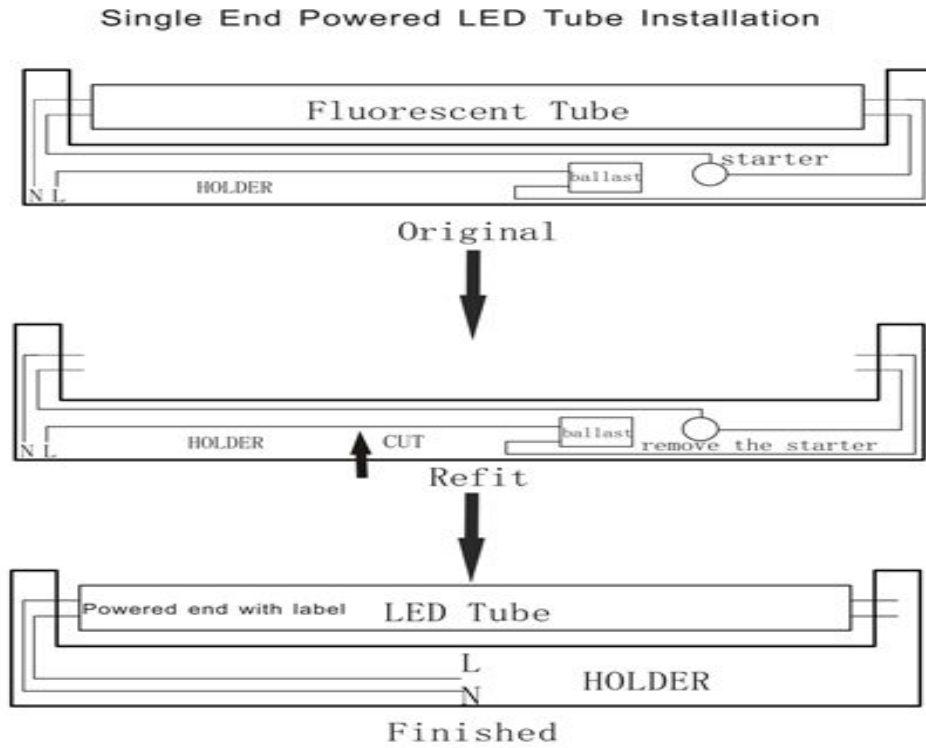 Single End Powered LED Tube Installation
Fluorescent Tube
starter
ballast
N L
HOLDER
Original
N L
HOLDER
CUT
ballast
remove the starter
Refit
Powered end with label
LED Tube
L
N
HOLDER
Finished